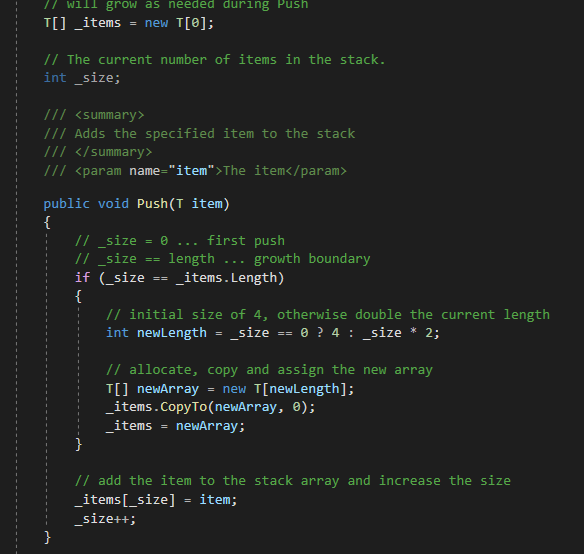 // will grow as needed during Push
T[] _items = new T[0];
// The current number of items in the stack.
int _size;
/// <summary>
/// Adds the specified item to the stack
/// </summary>
/// <param name="item">The item</param>
public void Push(T item)
{
// _size = 0 ... first push
// _size == length ... growth boundary
if (_size == _items.Length)
{
// initial size of 4, otherwise double the current length
int newLength = _size == 0 ? 4 : _size * 2;
// allocate, copy and assign the new array
T[] newArray = new T[newLength];
_items.CopyTo(newArray, 0);
_items = newArray;
}
// add the item to the stack array and increase the size
_items[_size] = item;
_size++;
}